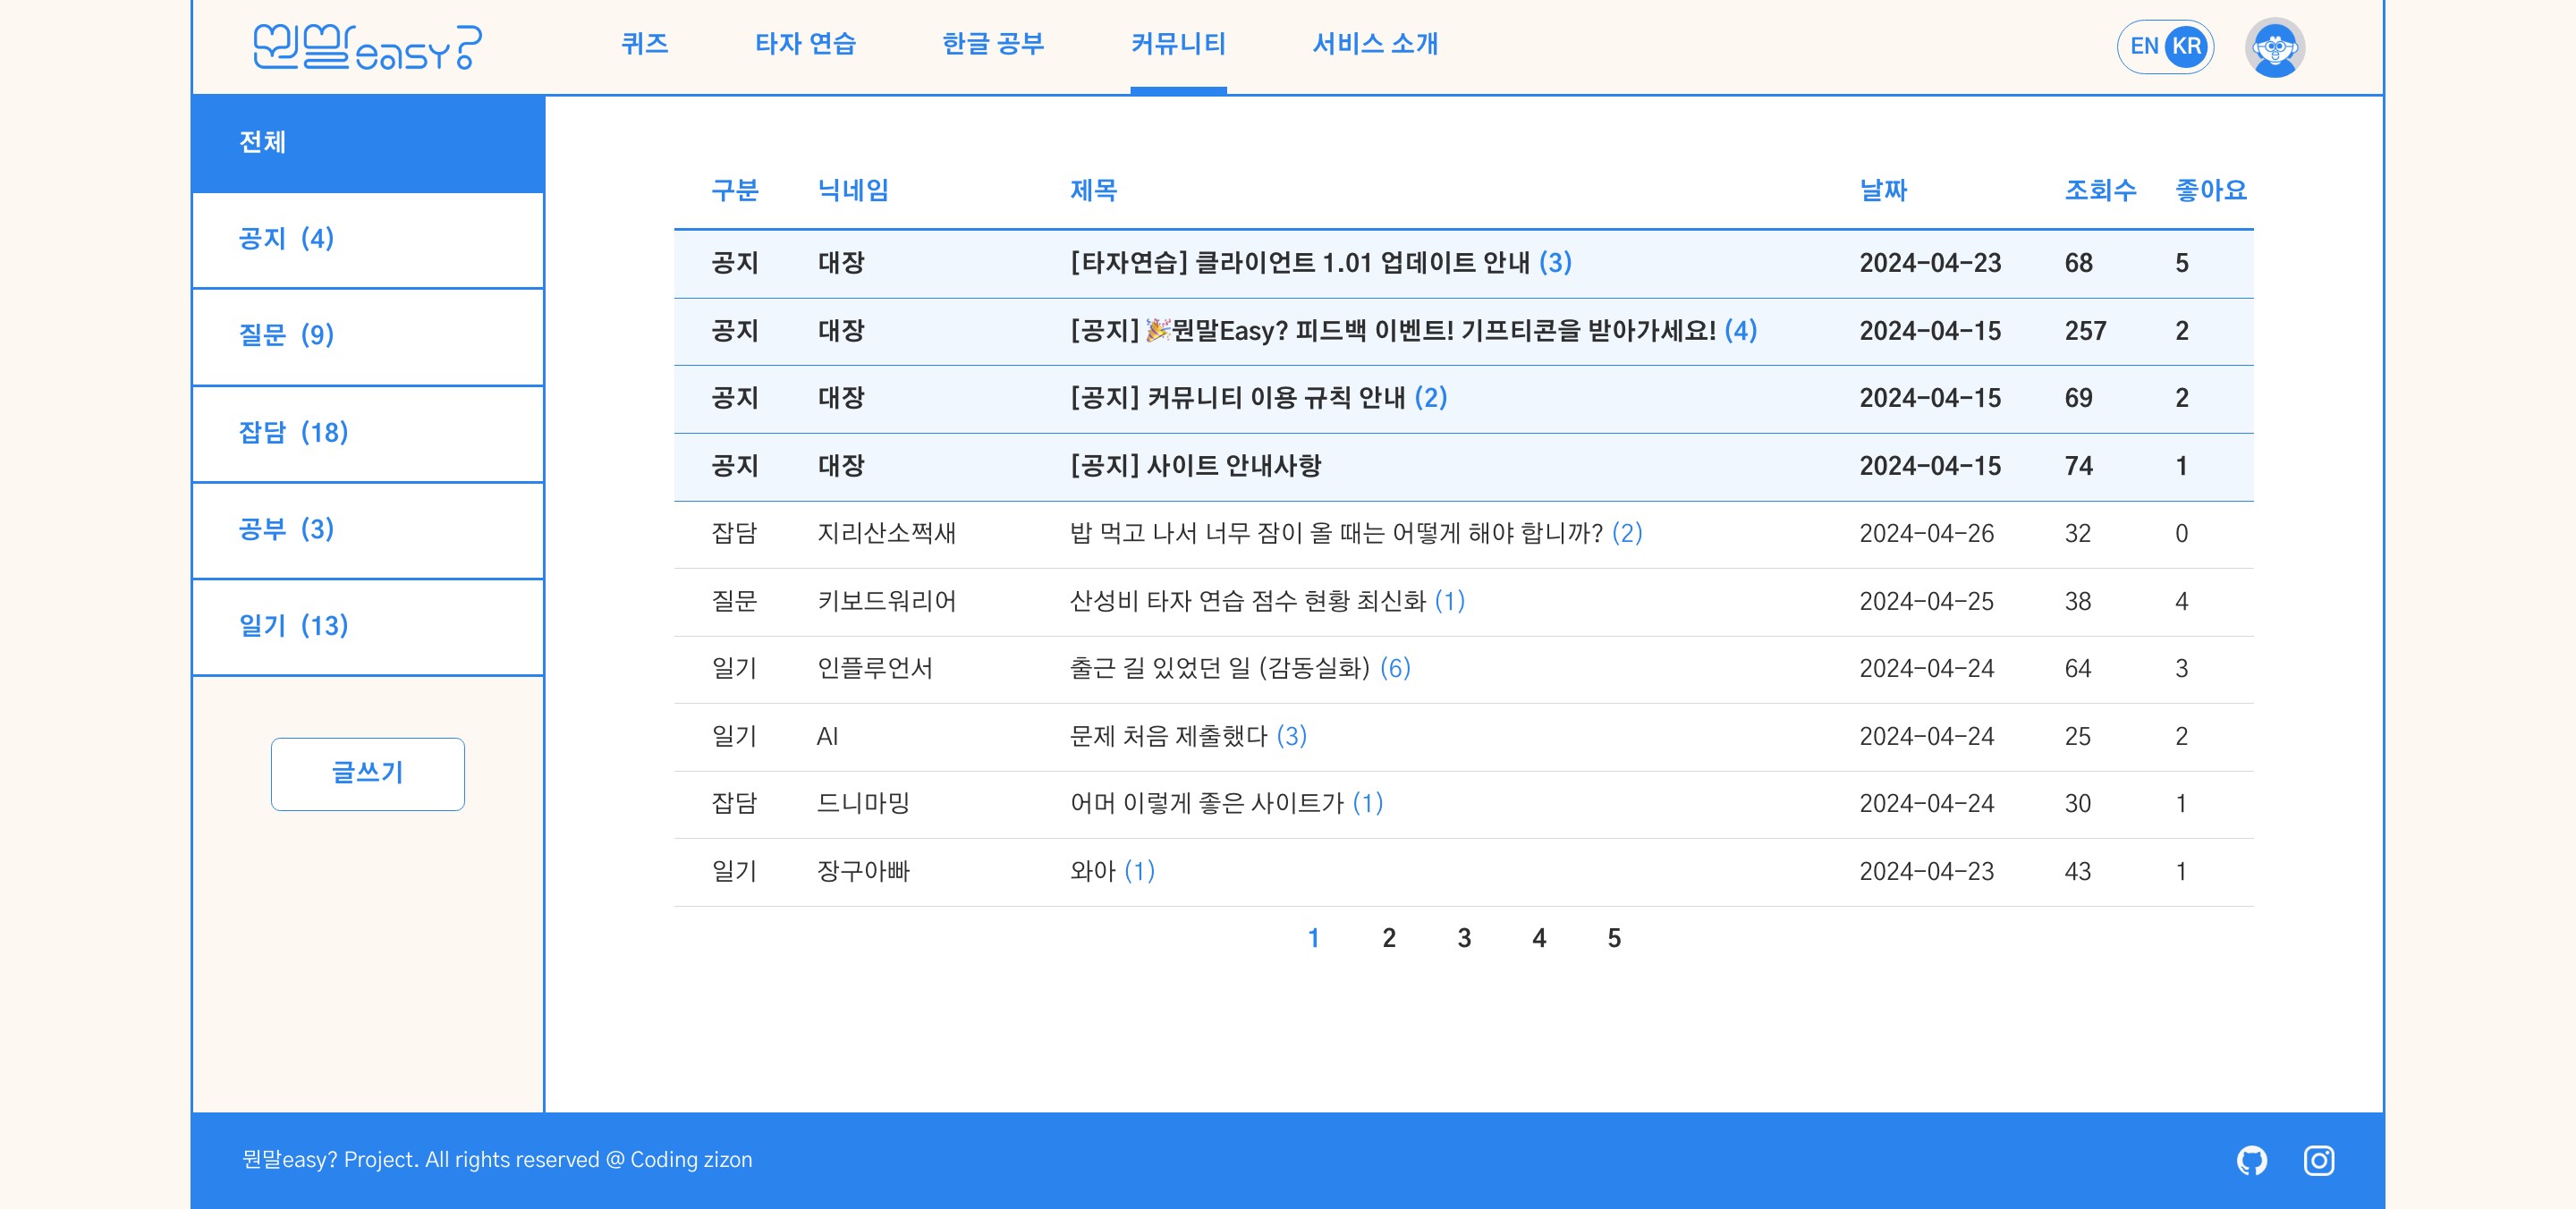 뭔말easy?
퀴즈 타자 연습 한글 공부 커뮤니티 서비스 소개 EN KR
전체
공지 (4)
질문 (9)
잡담 (18)
공부 (3)
일기 (13)
글쓰기
구분 닉네임 제목 날짜 조회수 좋아요
공지 대장 [타자연습] 클라이언트 1.01 업데이트 안내 (3) 2024-04-23 68 5
공지 대장 [공지] 🎉뭔말Easy? 피드백 이벤트! 기프티콘을 받아가세요! (4) 2024-04-15 257 2
공지 대장 [공지] 커뮤니티 이용 규칙 안내 (2) 2024-04-15 69 2
공지 대장 [공지] 사이트 안내사항 2024-04-15 74 1
잡담 지리산소쩍새 밥 먹고 나서 너무 잠이 올 때는 어떻게 해야 합니까? (2) 2024-04-26 32 0
질문 키보드워리어 산성비 타자 연습 점수 현황 최신화 (1) 2024-04-25 38 4
일기 인플루언서 출근 길 있었던 일 (감동실화) (6) 2024-04-24 64 3
일기 AI 문제 처음 제출했다 (3) 2024-04-24 25 2
잡담 드니마밍 어머 이렇게 좋은 사이트가 (1) 2024-04-24 30 1
일기 장구아빠 와아 (1) 2024-04-23 43 1
1 2 3 4 5
뭔말easy? Project. All rights reserved @ Coding zizon